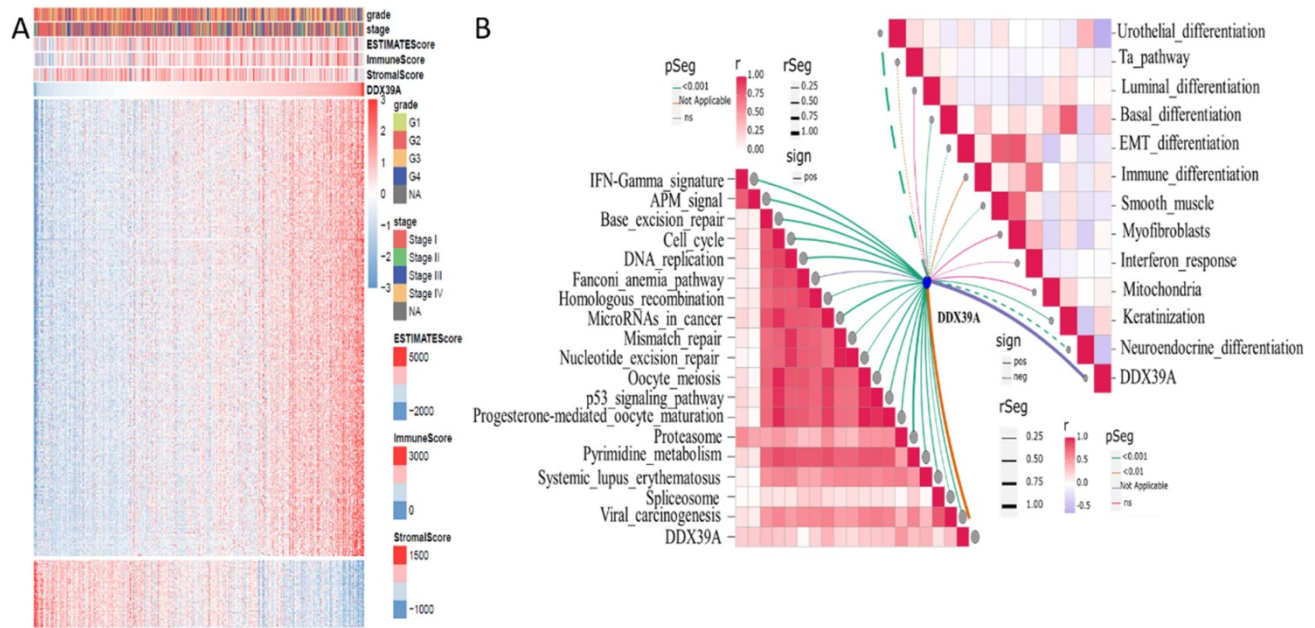 A
grade
stage
ESTIMATEScore
ImmuneScore
StromalScore
DDX39A
3
2
1
0
−1
−2
−3
grade
G1
G2
G3
G4
NA
stage
Stage I
Stage II
Stage III
Stage IV
NA
ESTIMATEScore
5000
−2000
ImmuneScore
3000
0
StromalScore
1500
−1000
B
pSeg
<0.001
Not Applicable
ns
r
1.00
0.75
0.50
0.25
0.00
rSeg
0.25
0.50
0.75
1.00
sign
pos
IFN-Gamma_signature
APM_signal
Base_excision_repair
Cell_cycle
DNA_replication
Fanconi_anemia_pathway
Homologous_recombination
MicroRNAs_in_cancer
Mismatch_repair
Nucleotide_excision_repair
Oocyte_meiosis
p53_signaling_pathway
Progesterone-mediated_oocyte_maturation
Proteasome
Pyrimidine_metabolism
Systemic_lupus_erythematosus
Spliceosome
Viral_carcinogenesis
DDX39A
DDX39A
Urothelial_differentiation
Ta_pathway
Luminal_differentiation
Basal_differentiation
EMT_differentiation
Immune_differentiation
Smooth_muscle
Myofibroblasts
Interferon_response
Mitochondria
Keratinization
Neuroendocrine_differentiation
DDX39A
sign
pos
neg
rSeg
0.25
0.50
0.75
1.00
r
1.0
0.5
0.0
-0.5
pSeg
<0.001
<0.01
Not Applicable
ns